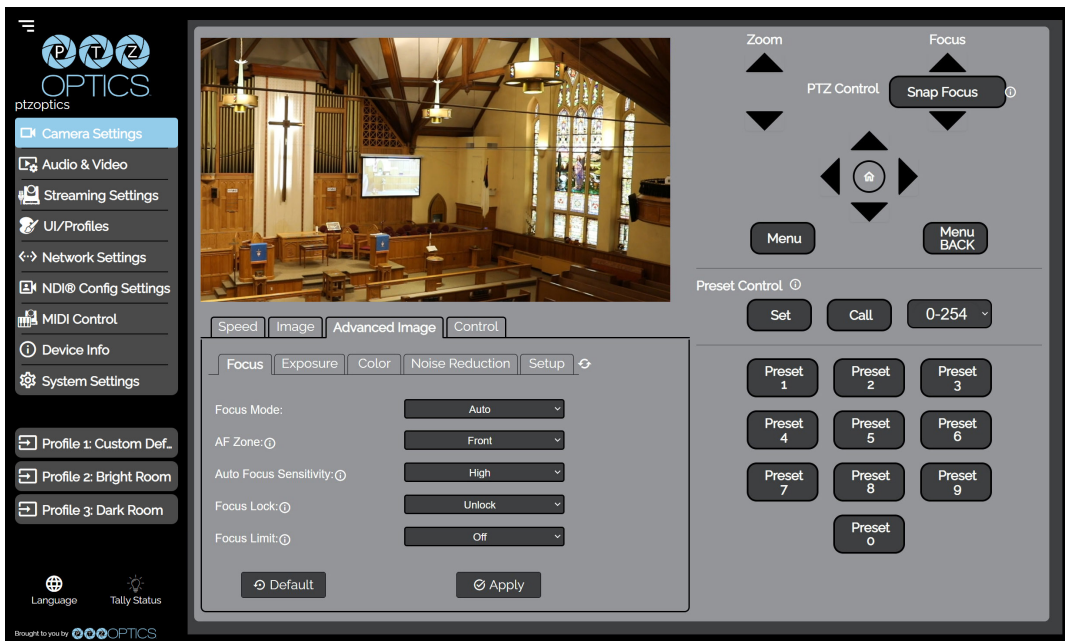 PTZ
OPTICS
ptzoptics
Camera Settings
Audio & Video
Streaming Settings
UI/Profiles
Network Settings
NDI® Config Settings
MIDI Control
Device Info
System Settings
Profile 1: Custom Def...
Profile 2: Bright Room
Profile 3: Dark Room
Language
Tally Status
Brought to you by PTZOPTICS
Speed
Image
Advanced Image
Control
Focus
Exposure
Color
Noise Reduction
Setup
Focus Mode:
Auto
AF Zone:
Front
Auto Focus Sensitivity:
High
Focus Lock:
Unlock
Focus Limit:
Off
Default
Apply
Zoom
Focus
PTZ Control
Snap Focus
Menu
Menu
BACK
Preset Control
Set
Call
0-254
Preset
1
Preset
2
Preset
3
Preset
4
Preset
5
Preset
6
Preset
7
Preset
8
Preset
9
Preset
0